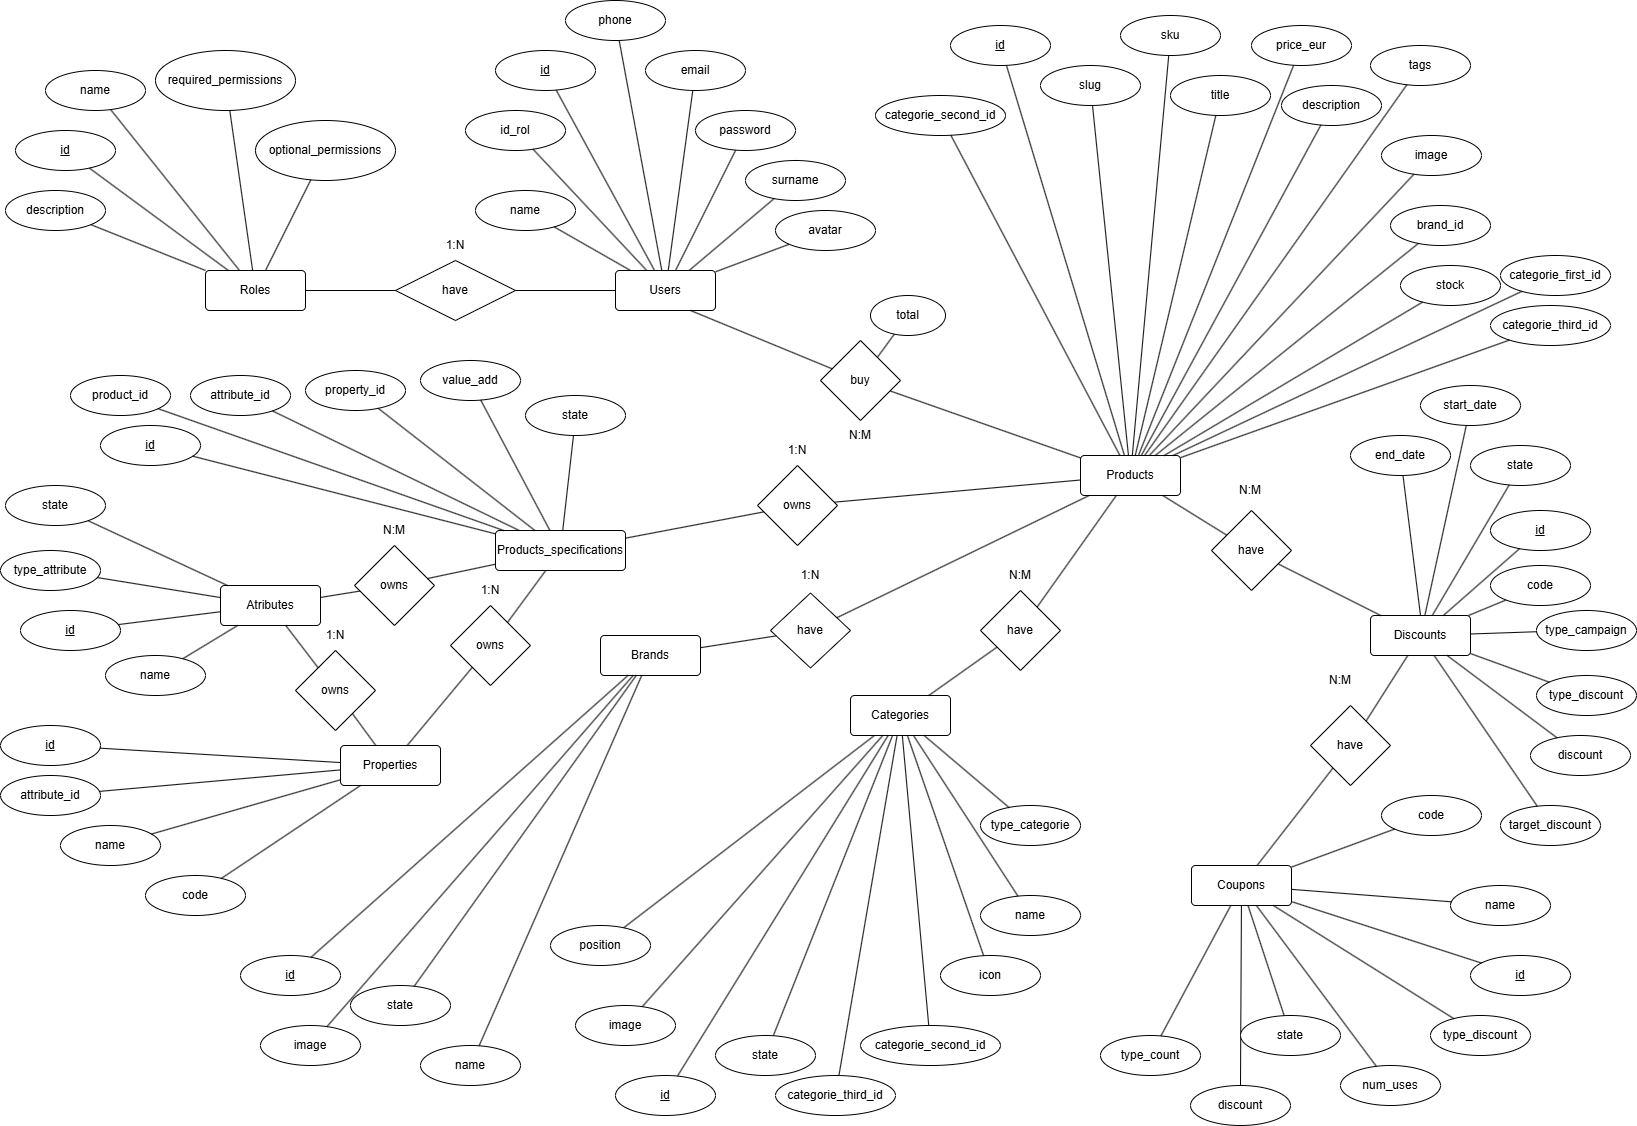 phone
id
email
id_rol
password
surname
name
avatar
name
required_permissions
id
optional_permissions
description
1:N
Roles
have
Users
id
sku
price_eur
slug
title
tags
categorie_second_id
description
image
brand_id
stock
categorie_first_id
categorie_third_id
total
buy
N:M
Products
product_id
attribute_id
property_id
value_add
state
id
1:N
owns
Products_specifications
state
type_attribute
id
name
Atributes
N:M
owns
1:N
owns
1:N
owns
id
attribute_id
name
code
Properties
1:N
have
Brands
id
state
image
name
N:M
have
Categories
type_categorie
name
icon
position
image
state
categorie_second_id
id
categorie_third_id
N:M
have
start_date
end_date
state
id
code
type_campaign
Discounts
type_discount
discount
target_discount
N:M
have
code
Coupons
name
id
type_discount
state
type_count
num_uses
discount